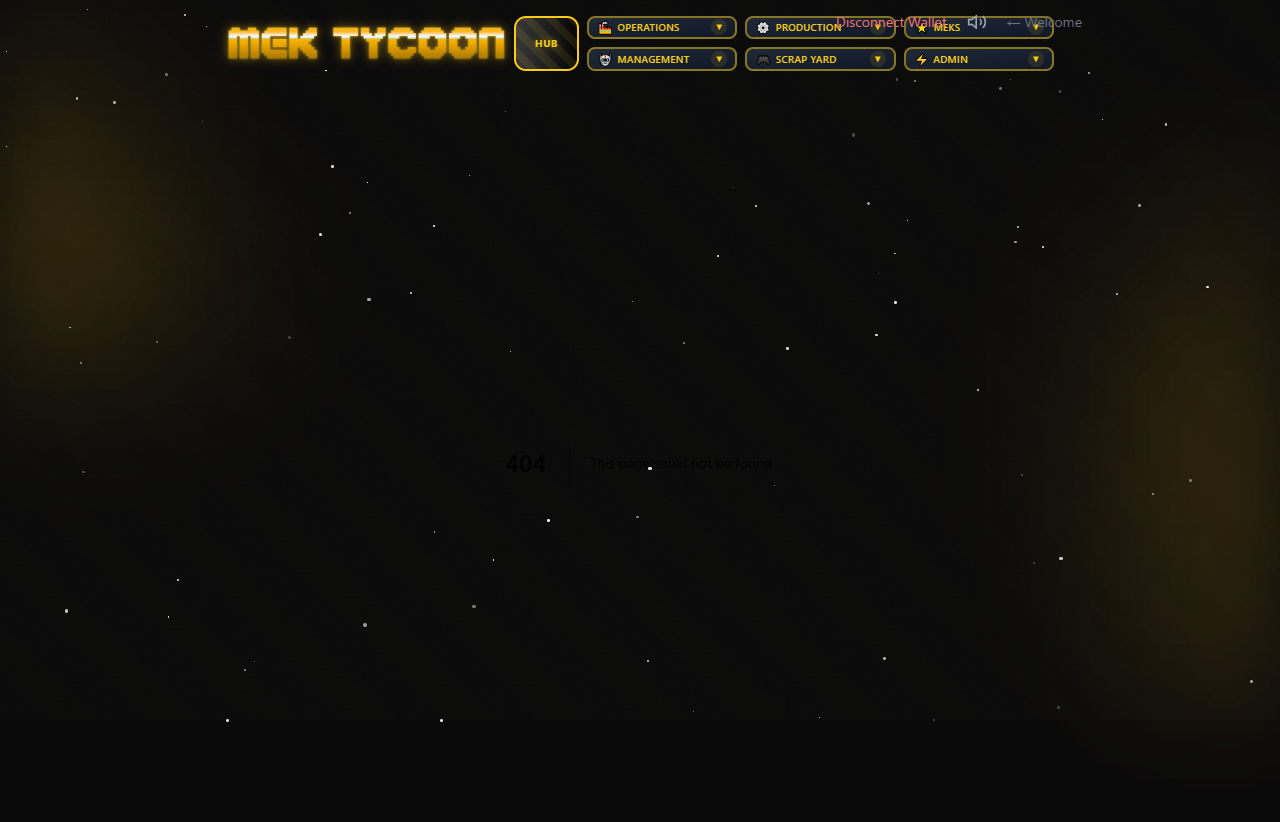 MEK TYCOON
HUB
OPERATIONS ▼
PRODUCTION ▼
MEKS ▼
Disconnect Wallet
← Welcome
MANAGEMENT ▼
SCRAP YARD ▼
ADMIN ▼
404
This page could not be found.